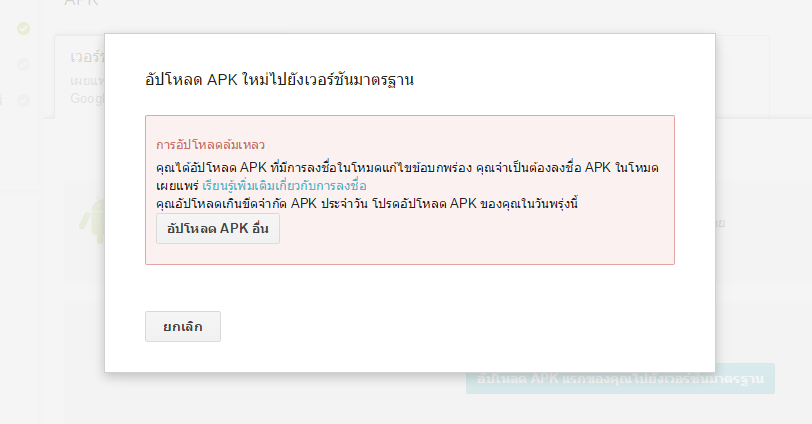 APK
เวอร์ช
เผยแพ
Googl
อัปโหลด APK ใหม่ไปยังเวอร์ชันมาตรฐาน
การอัปโหลดล้มเหลว
คุณได้อัปโหลด APK ที่มีการลงชื่อในโหมดแก้ไขข้อบกพร่อง คุณจำเป็นต้องลงชื่อ APK ในโหมด
เผยแพร่ เรียนรู้เพิ่มเติมเกี่ยวกับการลงชื่อ
คุณอัปโหลดเกินขีดจำกัด APK ประจำวัน โปรดอัปโหลด APK ของคุณในวันพรุ่งนี้
อัปโหลด APK อื่น
ยกเลิก
อัปโหลด APK แรกของคุณไปยังเวอร์ชันมาตรฐาน